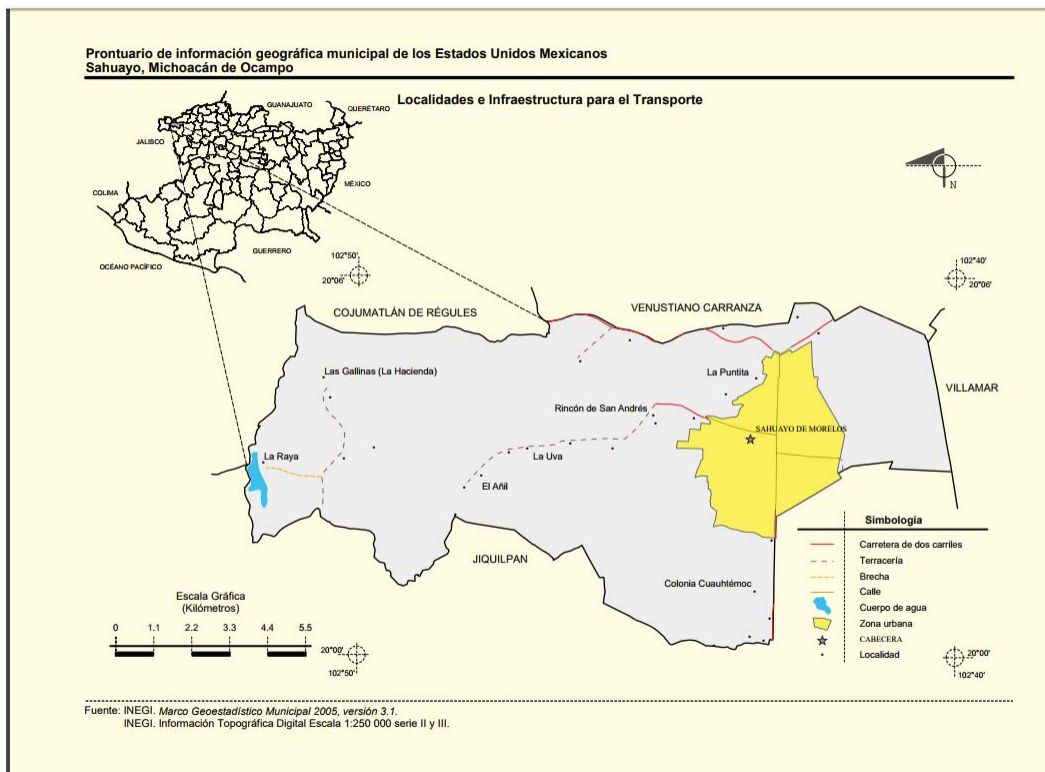 Prontuario de información geográfica municipal de los Estados Unidos Mexicanos
Sahuayo, Michoacán de Ocampo
Localidades e Infraestructura para el Transporte
GUANAJUATO
QUERÉTARO
JALISCO
MÉXICO
COLIMA
GUERRERO
OCÉANO PACÍFICO
N
102°50'
20°06'
102°40'
20°06'
COJUMATLÁN DE RÉGULES
VENUSTIANO CARRANZA
VILLAMAR
JIQUILPAN
Las Gallinas (La Hacienda)
La Puntita
Rincón de San Andrés
SAHUAYO DE MORELOS
La Raya
La Uva
El Añil
Colonia Cuauhtémoc
Simbología
Carretera de dos carriles
Terracería
Brecha
Calle
Cuerpo de agua
Zona urbana
CABECERA
Localidad
Escala Gráfica
(Kilómetros)
0 1.1 2.2 3.3 4.4 5.5
20°00'
102°50'
20°00'
102°40'
Fuente: INEGI. Marco Geoestadístico Municipal 2005, versión 3.1.
INEGI. Información Topográfica Digital Escala 1:250 000 serie II y III.